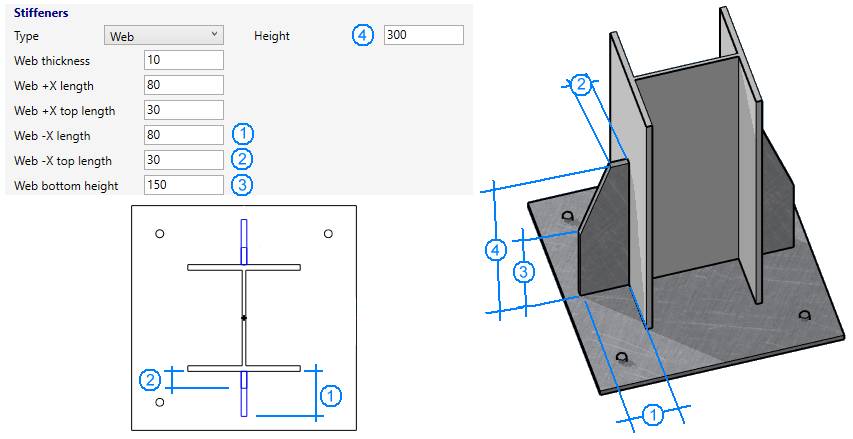 Stiffeners
Type Web Height 4 300
Web thickness 10
Web +X length 80
Web +X top length 30
Web -X length 80 1
Web -X top length 30 2
Web bottom height 150 3
2
1
2
4
3
1